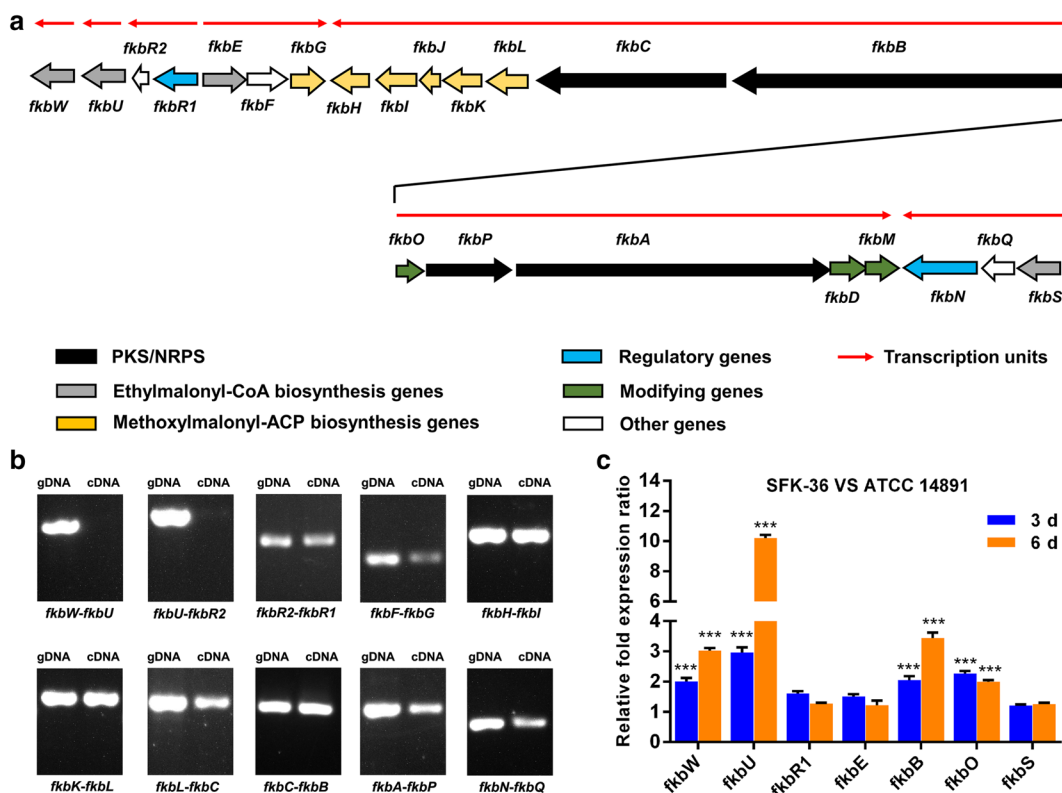 a
fkbR2 fkbE fkbG fkbJ fkbL fkbC fkbB
fkbW fkbU fkbR1 fkbF fkbH fkbI fkbK
fkbO fkbP fkbA fkbM fkbQ
fkbD fkbN fkbS
PKS/NRPS
Ethylmalonyl-CoA biosynthesis genes
Methoxylmalonyl-ACP biosynthesis genes
Regulatory genes
Modifying genes
Other genes
Transcription units
b
gDNA cDNA gDNA cDNA gDNA cDNA gDNA cDNA gDNA cDNA
fkbW-fkbU fkbU-fkbR2 fkbR2-fkbR1 fkbF-fkbG fkbH-fkbI
gDNA cDNA gDNA cDNA gDNA cDNA gDNA cDNA gDNA cDNA
fkbK-fkbL fkbL-fkbC fkbC-fkbB fkbA-fkbP fkbN-fkbQ
c
SFK-36 VS ATCC 14891
3 d
6 d
Relative fold expression ratio
14
12
10
8
6
4
3
2
1
0
*** *** *** *** *** *** *** ***
fkbW fkbU fkbR1 fkbE fkbB fkbO fkbS